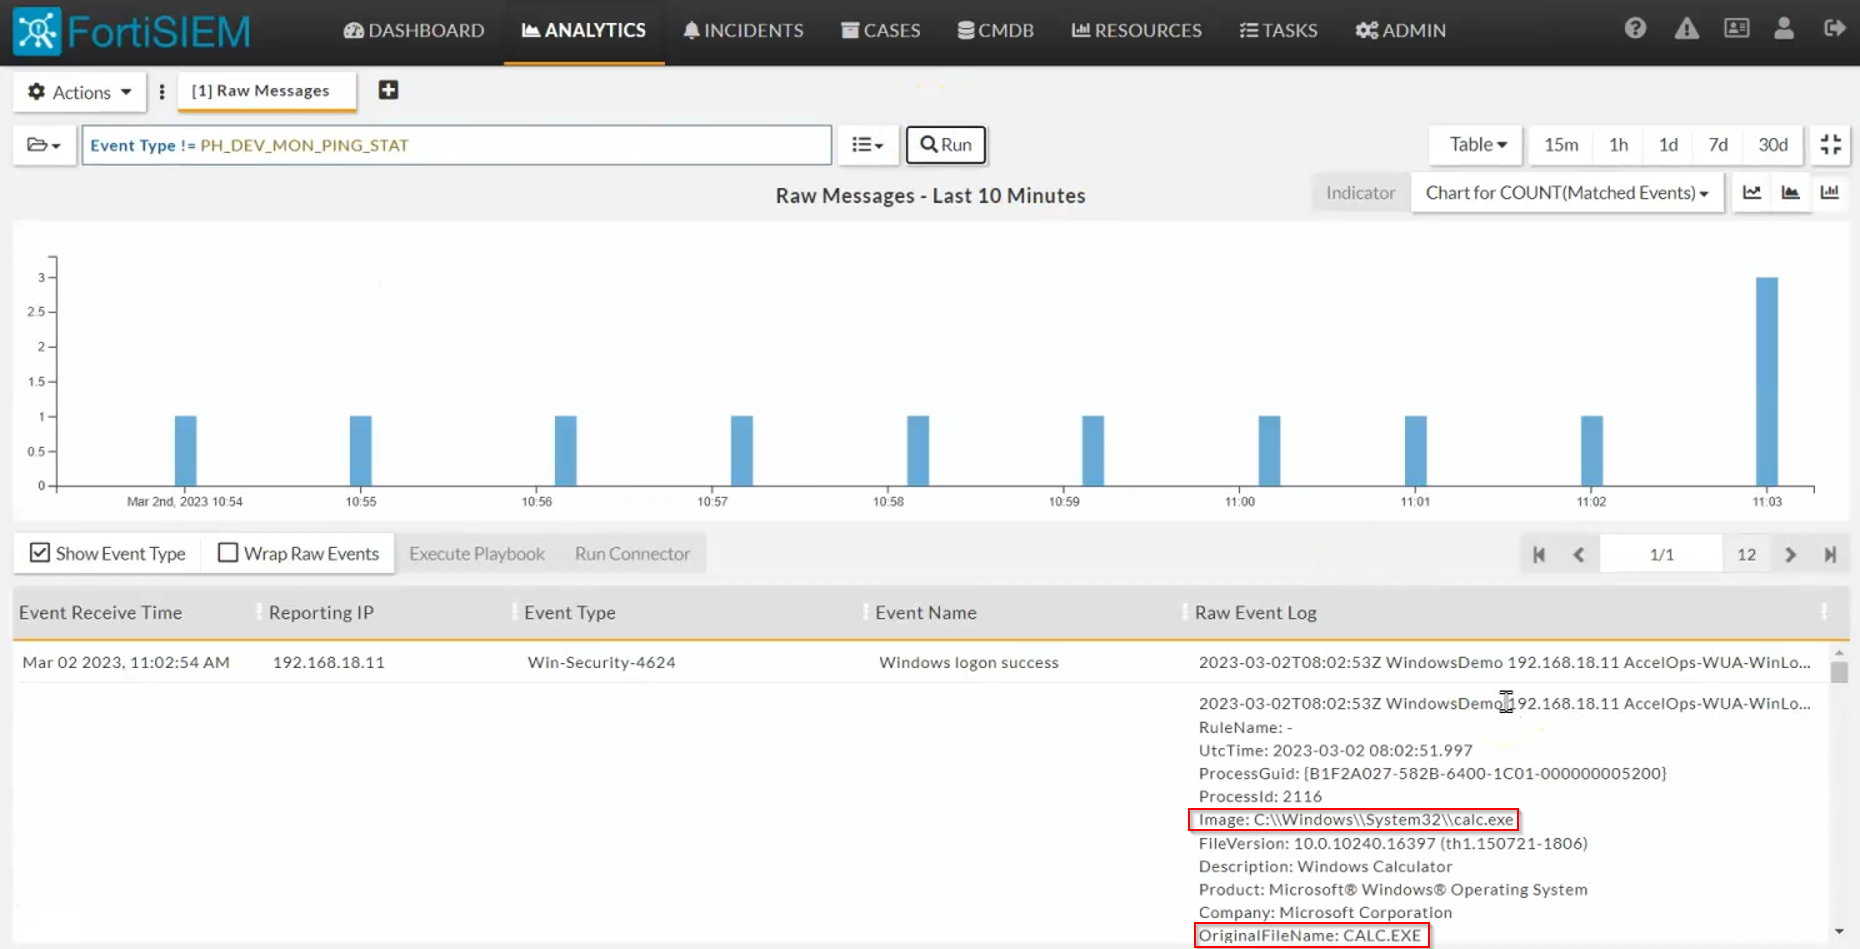 FortiSIEM
DASHBOARD
ANALYTICS
INCIDENTS
CASES
CMDB
RESOURCES
TASKS
ADMIN
Actions
[1] Raw Messages
Event Type != PH_DEV_MON_PING_STAT
Run
Table
15m
1h
1d
7d
30d
Raw Messages - Last 10 Minutes
Indicator
Chart for COUNT(Matched Events)
3
2.5
2
1.5
1
0.5
0
Mar 2nd, 2023 10:54
10:55
10:56
10:57
10:58
10:59
11:00
11:01
11:02
11:03
Show Event Type
Wrap Raw Events
Execute Playbook
Run Connector
1/1
12
Event Receive Time
Reporting IP
Event Type
Event Name
Raw Event Log
Mar 02 2023, 11:02:54 AM
192.168.18.11
Win-Security-4624
Windows logon success
2023-03-02T08:02:53Z WindowsDemo 192.168.18.11 AccelOps-WUA-WinLo...
2023-03-02T08:02:53Z WindowsDemo 192.168.18.11 AccelOps-WUA-WinLo...
RuleName: -
UtcTime: 2023-03-02 08:02:51.997
ProcessGuid: {B1F2A027-582B-6400-1C01-000000005200}
ProcessId: 2116
Image: C:\\Windows\\System32\\calc.exe
FileVersion: 10.0.10240.16397 (th1.150721-1806)
Description: Windows Calculator
Product: Microsoft® Windows® Operating System
Company: Microsoft Corporation
OriginalFileName: CALC.EXE